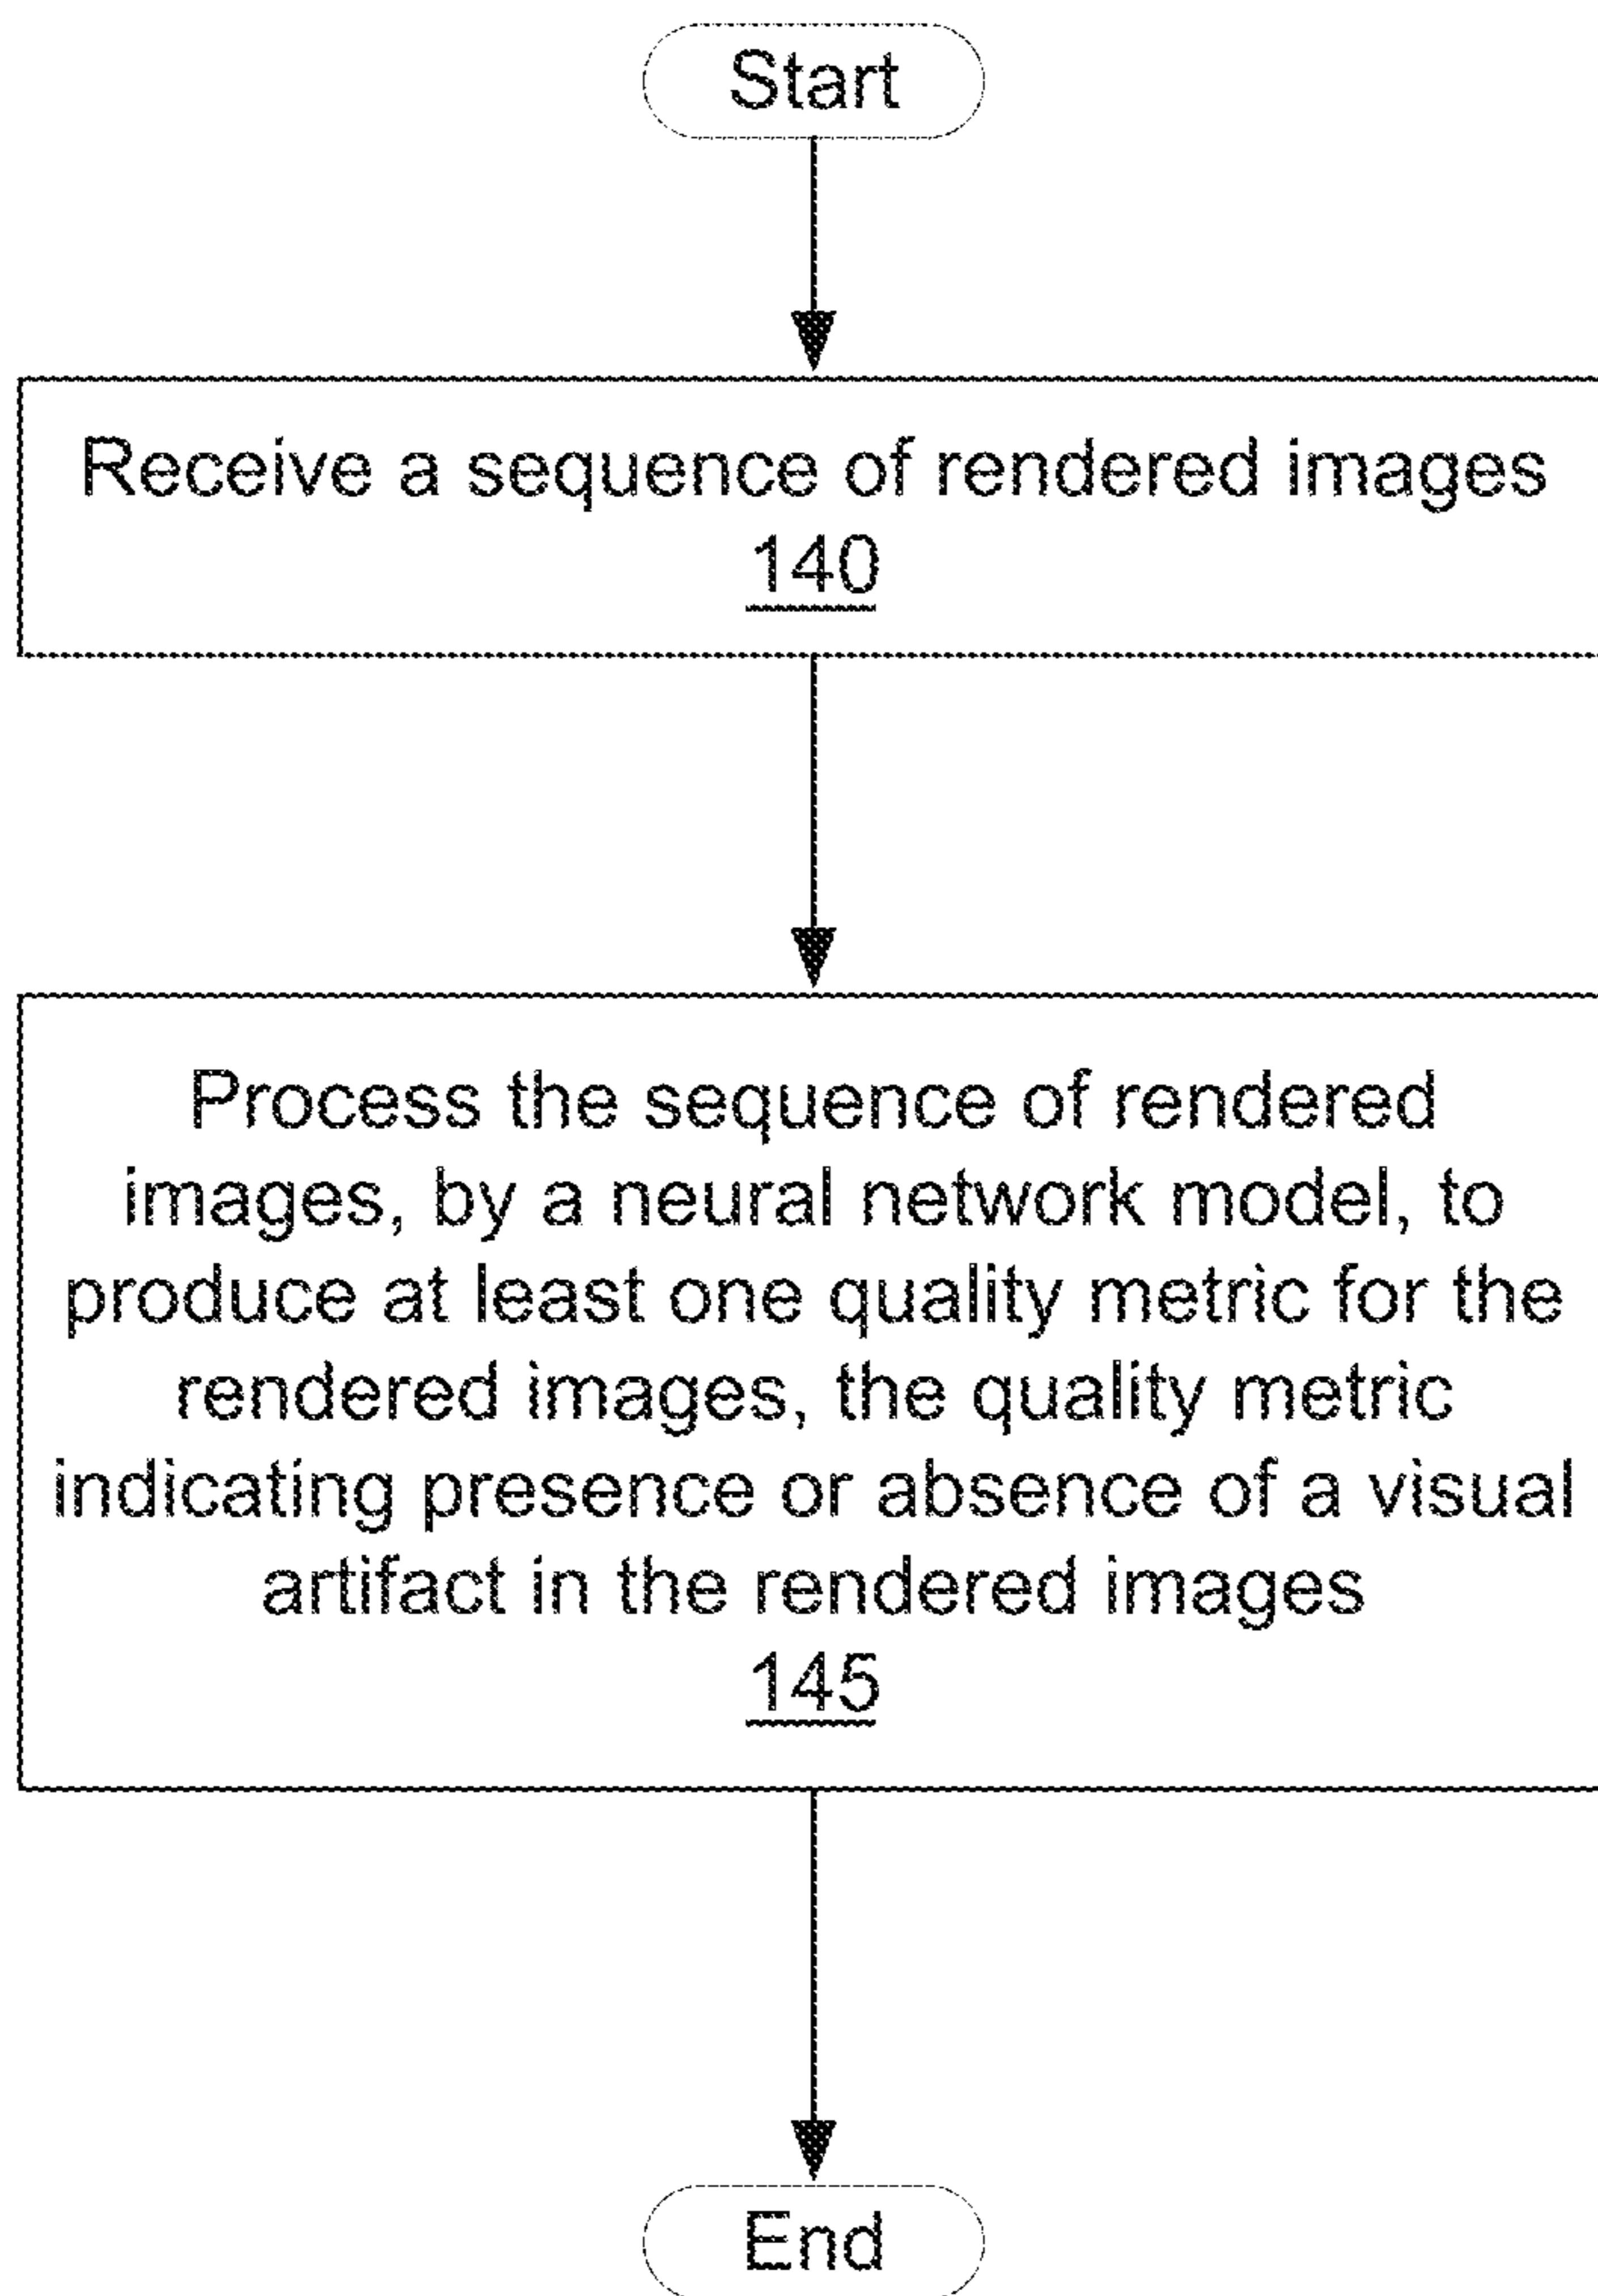 Start
Receive a sequence of rendered images
140
Process the sequence of rendered
images, by a neural network model, to
produce at least one quality metric for the
rendered images, the quality metric
indicating presence or absence of a visual
artifact in the rendered images
145
End